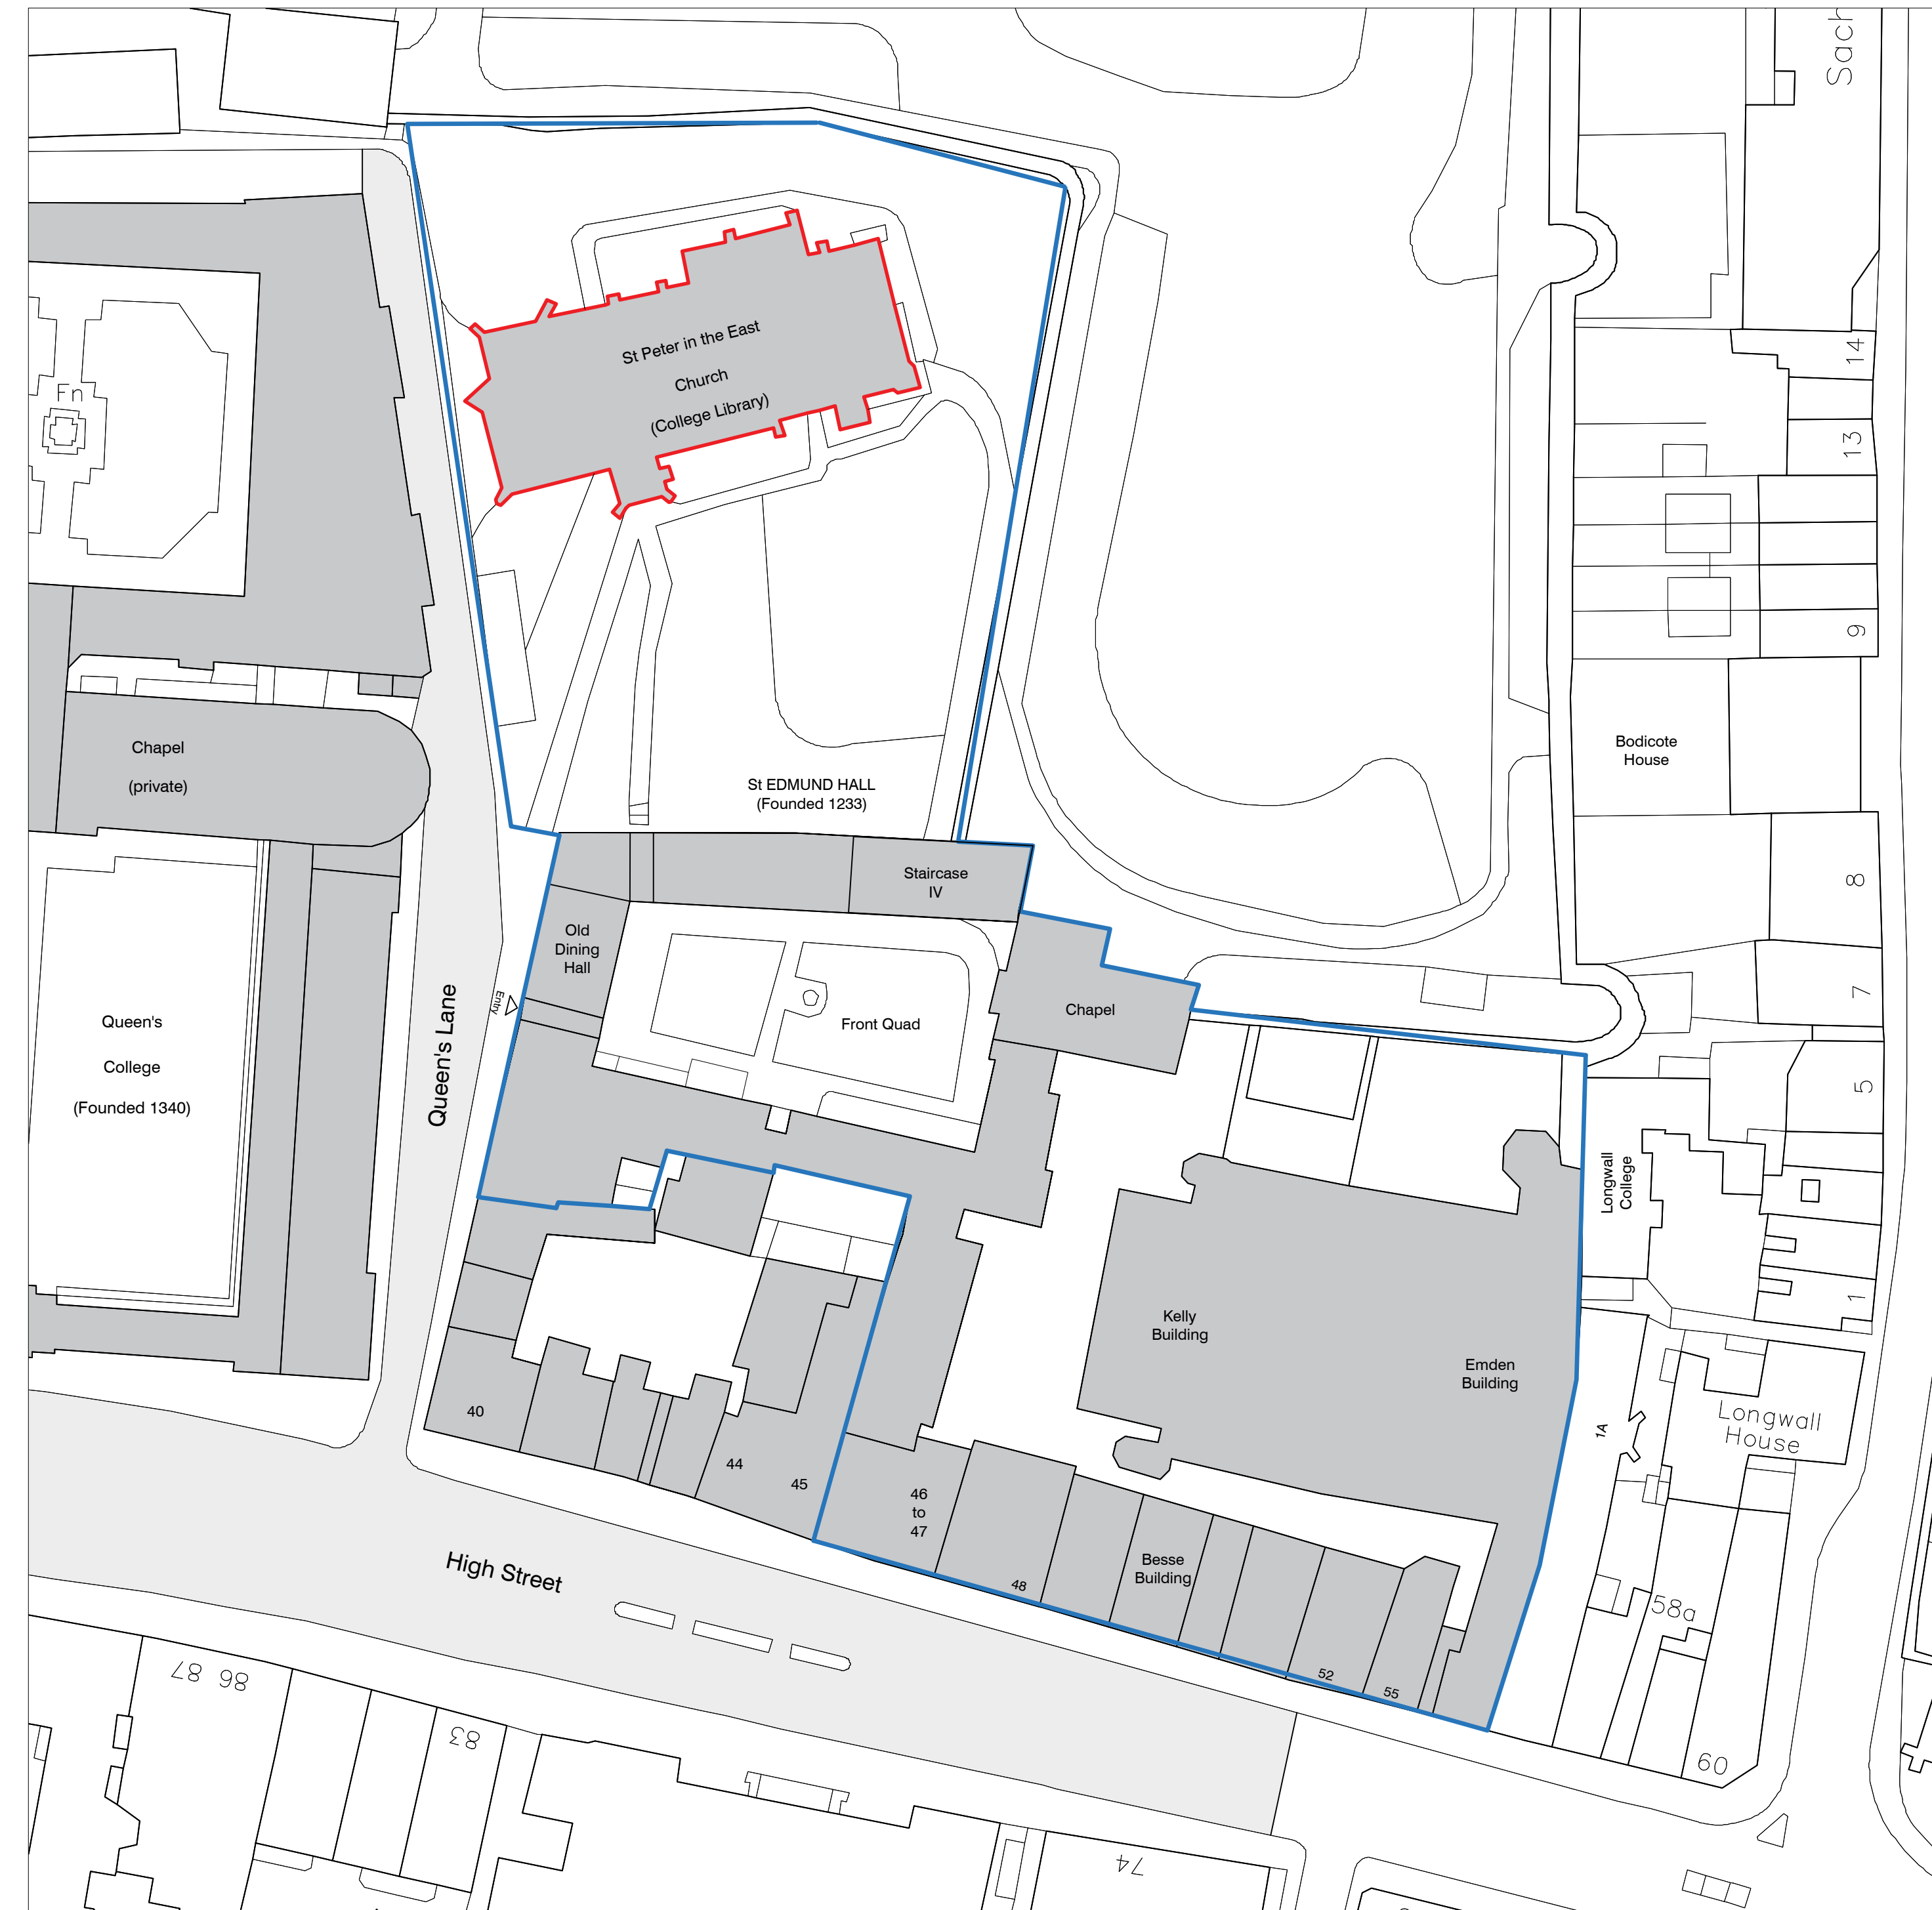 Sach
St Peter in the East
Church
(College Library)
14
13
Fn
9
Bodicote
House
Chapel
(private)
St EDMUND HALL
(Founded 1233)
Staircase
IV
8
Old
Dining
Hall
Entry
7
Chapel
Front Quad
Queen's
College
(Founded 1340)
Queen's Lane
5
Longwall
College
1
Kelly
Building
Emden
Building
40
1A
Longwall
House
44
45
46
to
47
48
Besse
Building
High Street
58a
52
55
87 86
83
60
74